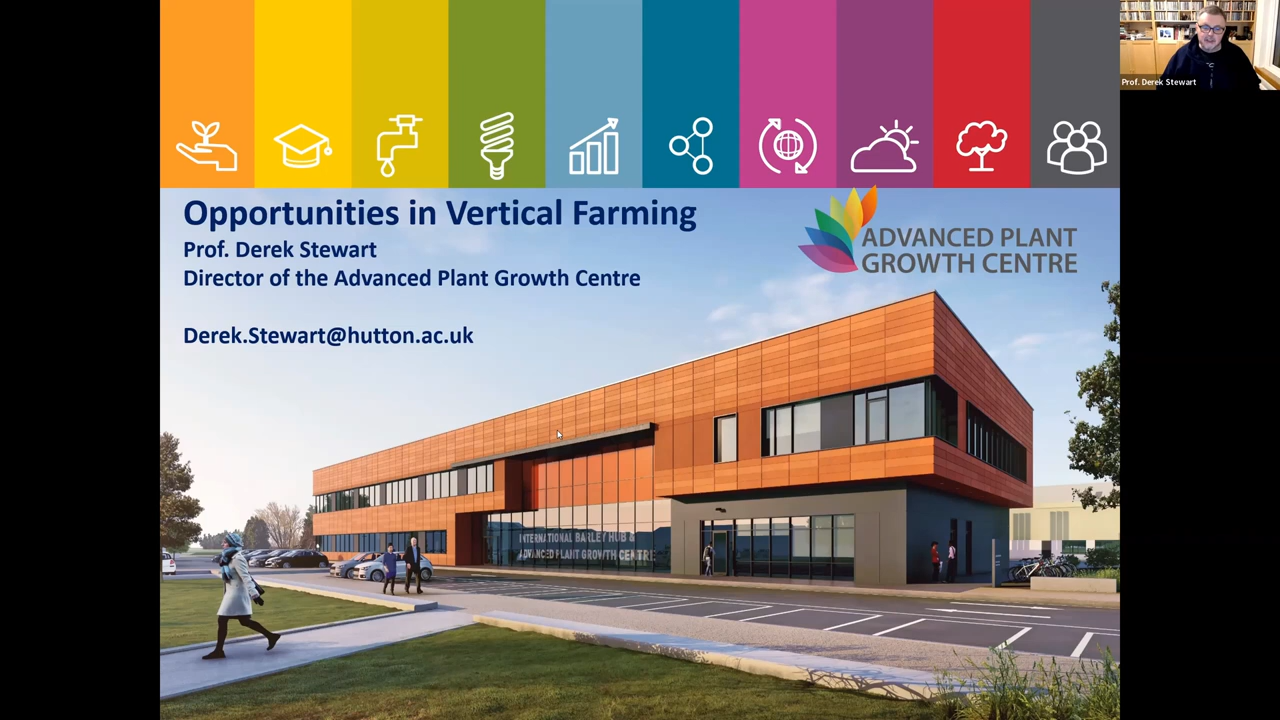 Prof. Derek Stewart
Opportunities in Vertical Farming
Prof. Derek Stewart
Director of the Advanced Plant Growth Centre
Derek.Stewart@hutton.ac.uk
ADVANCED PLANT
GROWTH CENTRE
INTERNATIONAL BARLEY HUB &
ADVANCED PLANT GROWTH CENTRE